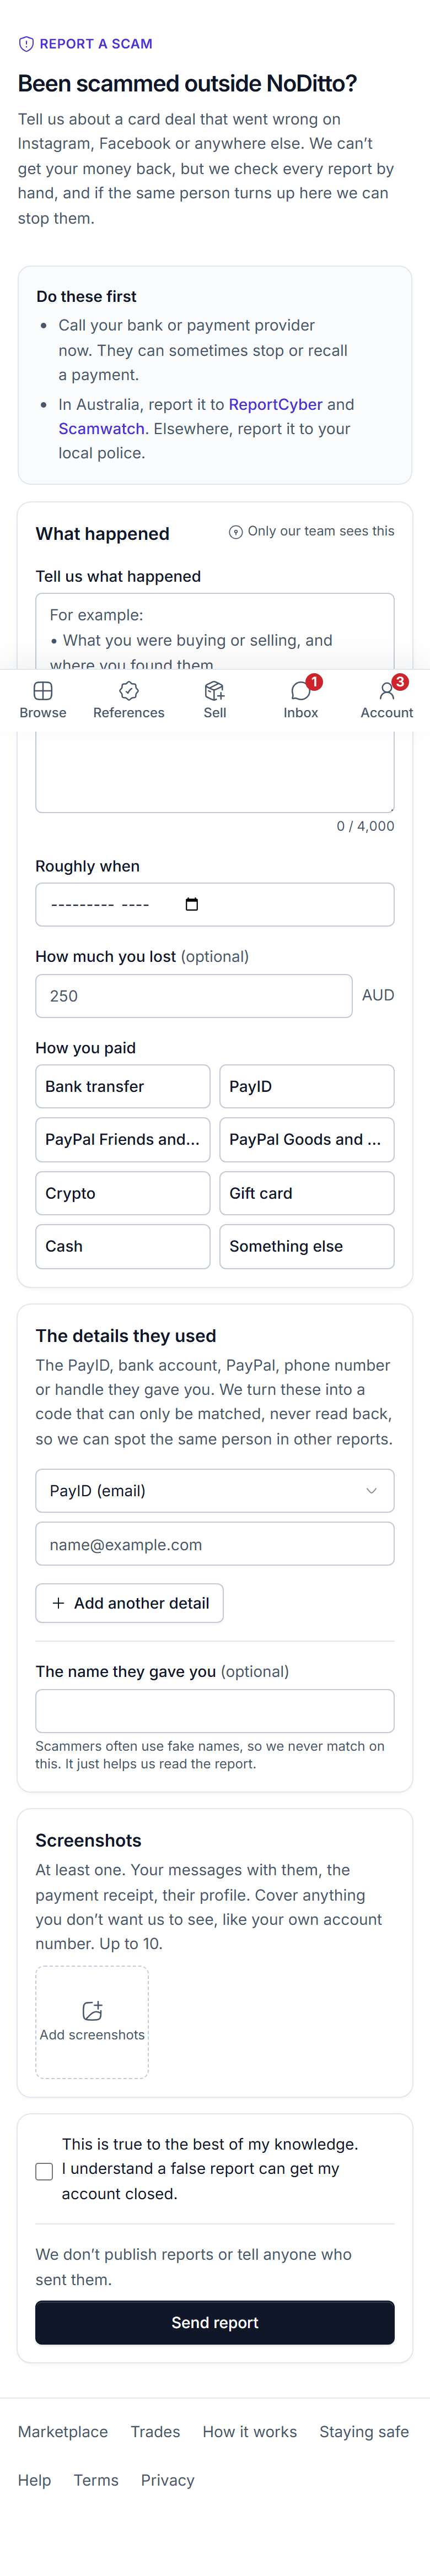 REPORT A SCAM
Been scammed outside NoDitto?
Tell us about a card deal that went wrong on
Instagram, Facebook or anywhere else. We can’t
get your money back, but we check every report by
hand, and if the same person turns up here we can
stop them.
Do these first
• Call your bank or payment provider
now. They can sometimes stop or recall
a payment.
• In Australia, report it to ReportCyber and
Scamwatch. Elsewhere, report it to your
local police.
What happened
Only our team sees this
Tell us what happened
For example:
• What you were buying or selling, and
where you found them
Browse
References
Sell
1
Inbox
3
Account
0 / 4,000
Roughly when
--------- ----
How much you lost (optional)
250
AUD
How you paid
Bank transfer
PayID
PayPal Friends and...
PayPal Goods and ...
Crypto
Gift card
Cash
Something else
The details they used
The PayID, bank account, PayPal, phone number
or handle they gave you. We turn these into a
code that can only be matched, never read back,
so we can spot the same person in other reports.
PayID (email)
name@example.com
Add another detail
The name they gave you (optional)
Scammers often use fake names, so we never match on
this. It just helps us read the report.
Screenshots
At least one. Your messages with them, the
payment receipt, their profile. Cover anything
you don’t want us to see, like your own account
number. Up to 10.
Add screenshots
This is true to the best of my knowledge.
I understand a false report can get my
account closed.
We don’t publish reports or tell anyone who
sent them.
Send report
Marketplace
Trades
How it works
Staying safe
Help
Terms
Privacy